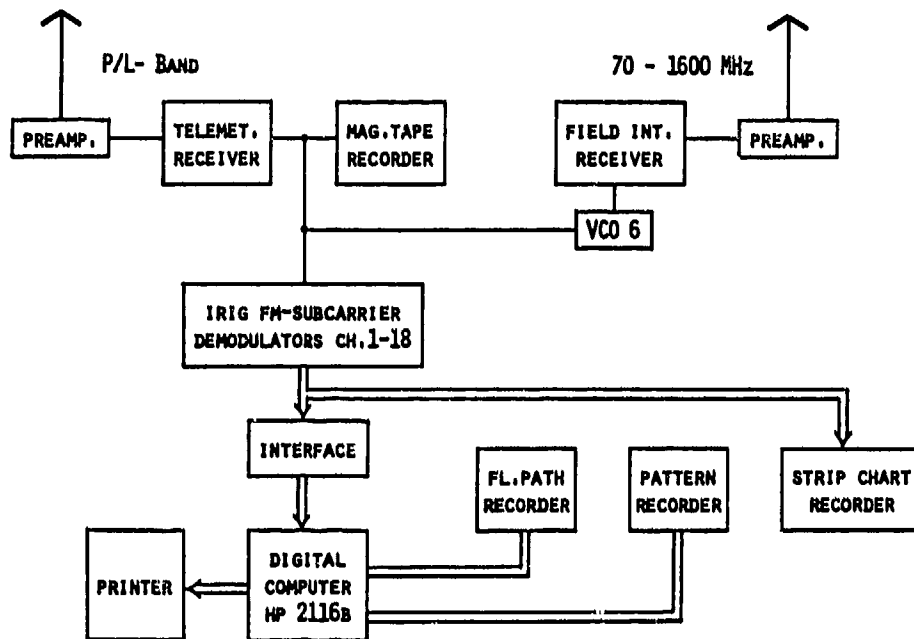 P/L- BAND
70 - 1600 MHz
PREAMP.
TELEMET.
RECEIVER
MAG.TAPE
RECORDER
FIELD INT.
RECEIVER
PREAMP.
VCO 6
IRIG FM-SUBCARRIER
DEMODULATORS CH.1-18
INTERFACE
FL.PATH
RECORDER
PATTERN
RECORDER
STRIP CHART
RECORDER
PRINTER
DIGITAL
COMPUTER
HP 2116B